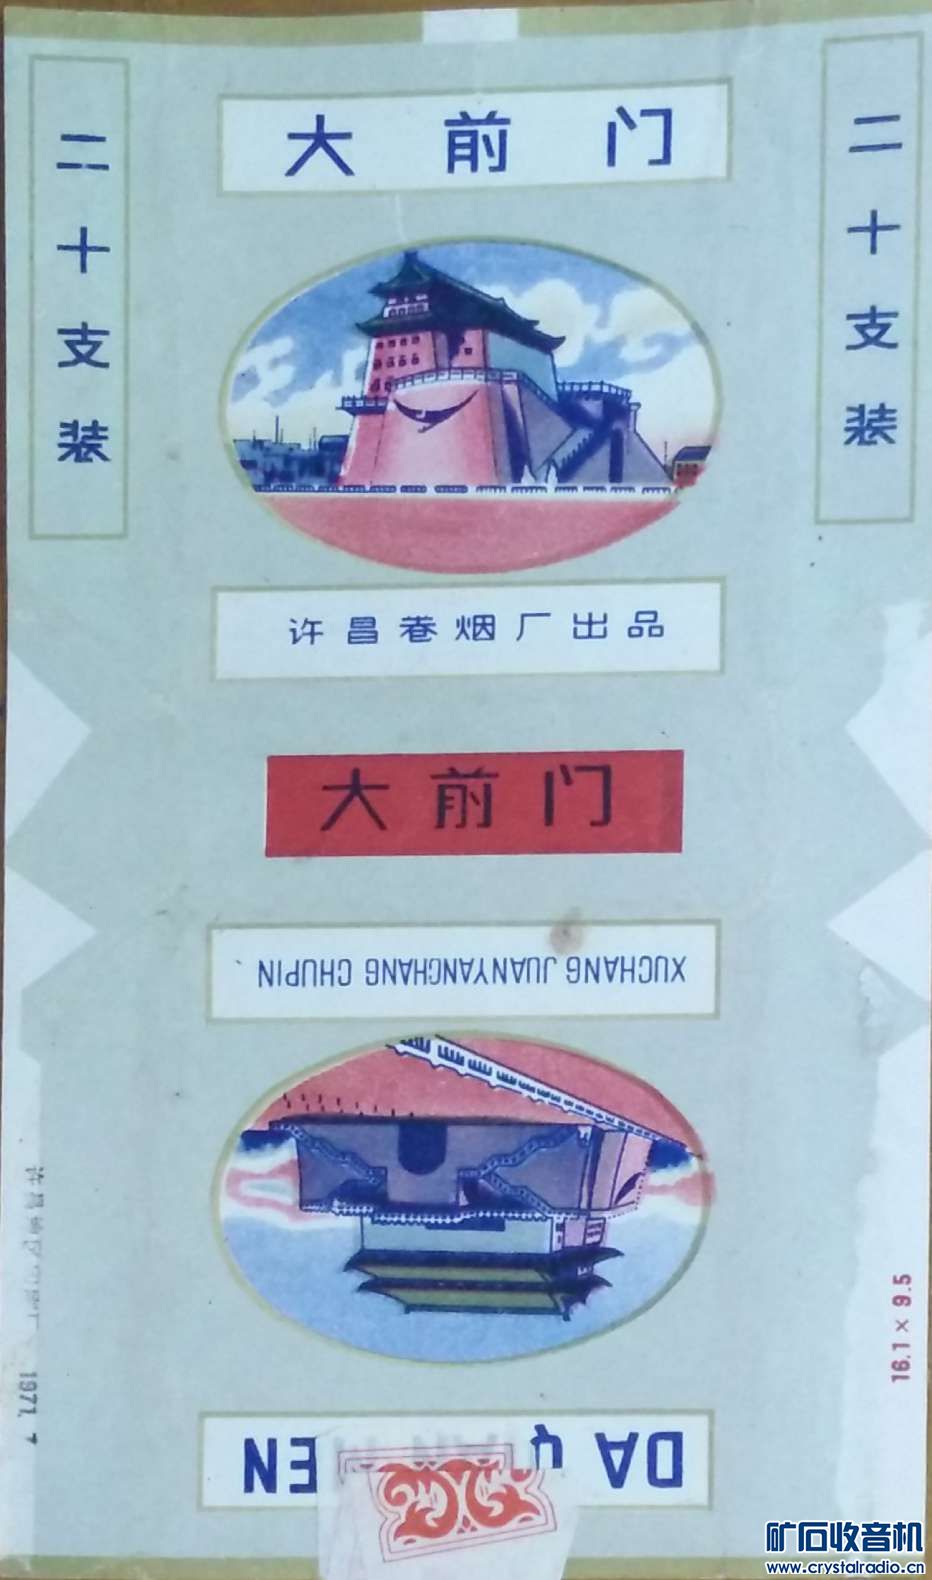 大前门
二十支装
二十支装
许昌卷烟厂出品
大前门
XUCHANG JUANYANCHANG CHUPIN
DA Q EN
16.1 × 9.5
1971.7
矿石收音机
www.crystalradio.cn